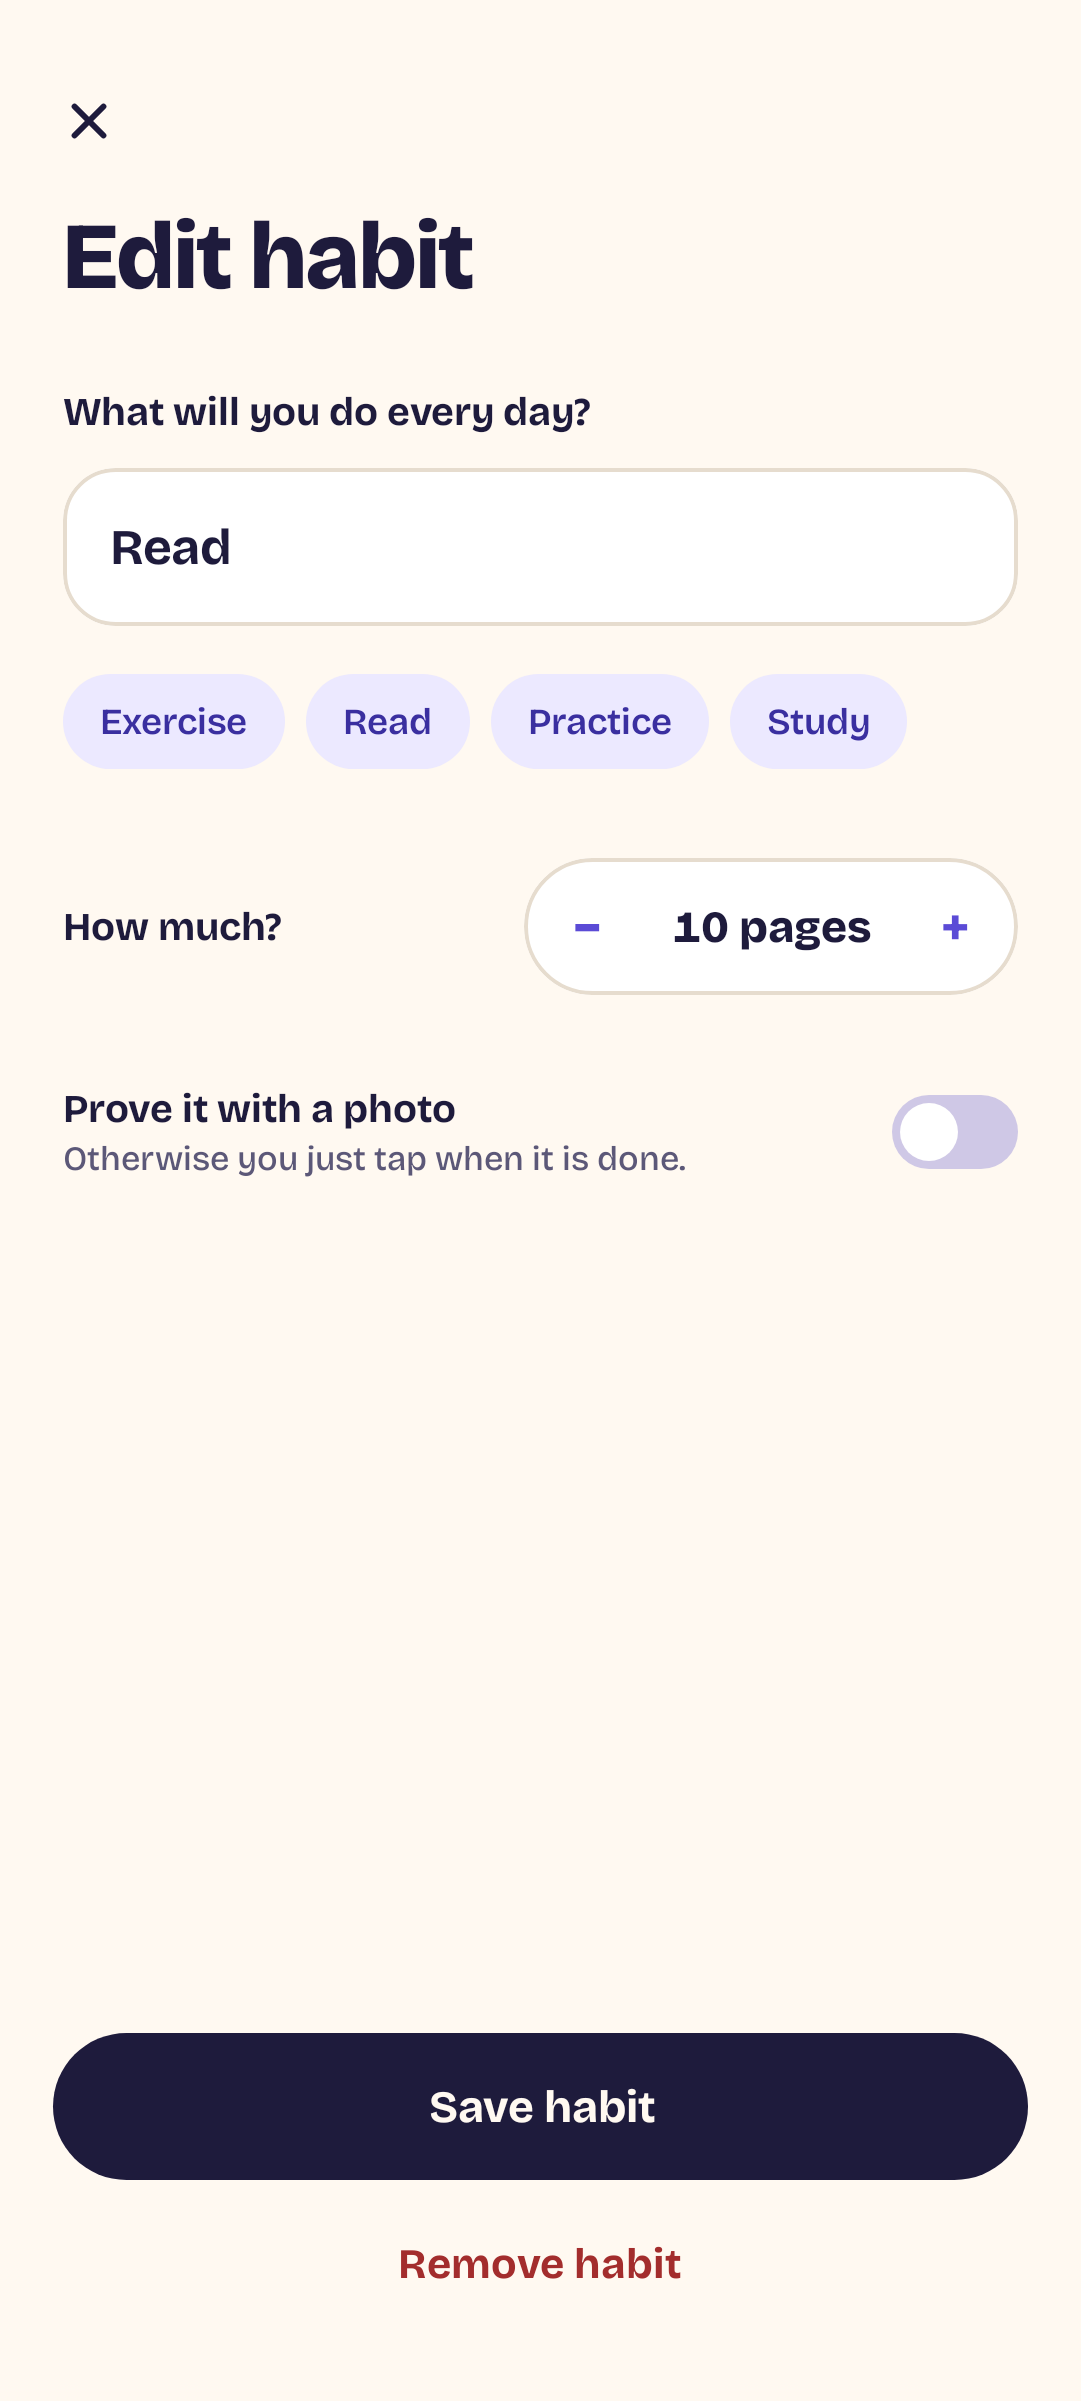 Edit habit
What will you do every day?
Read
Exercise Read Practice Study
How much? − 10 pages +
Prove it with a photo
Otherwise you just tap when it is done.
Save habit
Remove habit